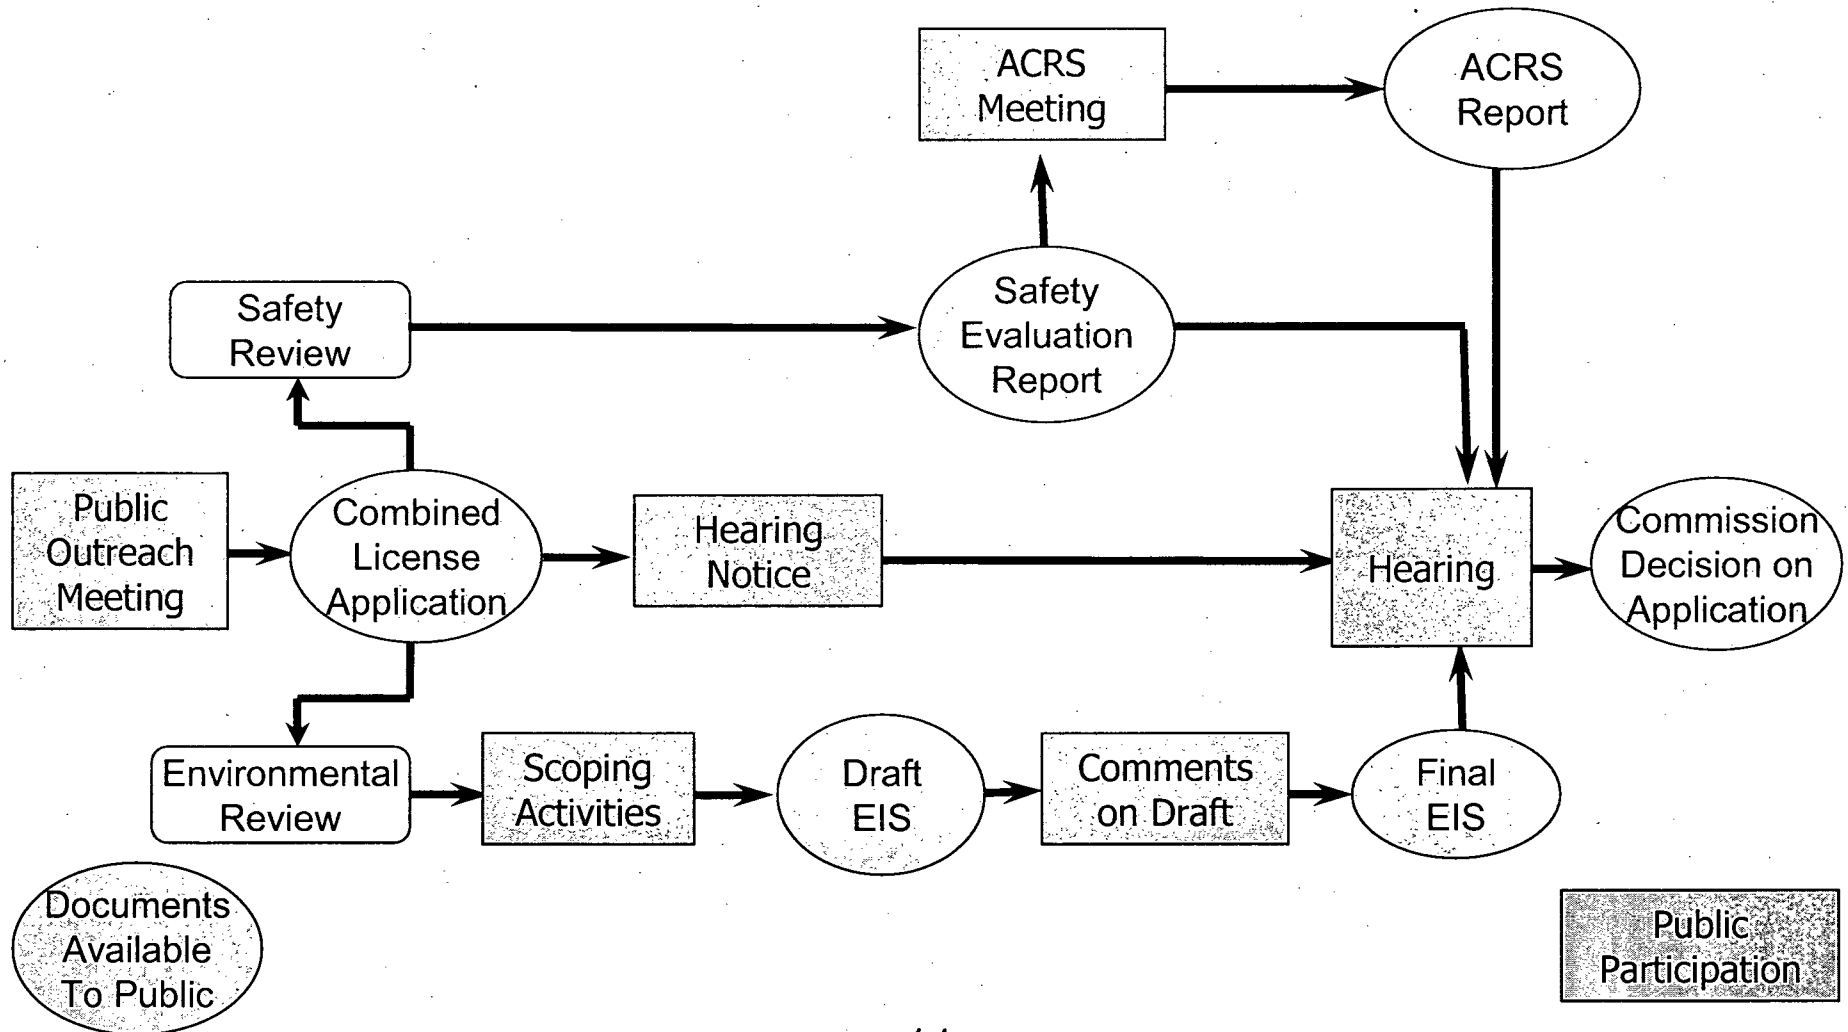 ACRS
Meeting
ACRS
Report
Safety
Review
Safety
Evaluation
Report
Public
Outreach
Meeting
Combined
License
Application
Hearing
Notice
Hearing
Commission
Decision on
Application
Environmental
Review
Scoping
Activities
Draft
EIS
Comments
on Draft
Final
EIS
Documents
Available
To Public
Public
Participation